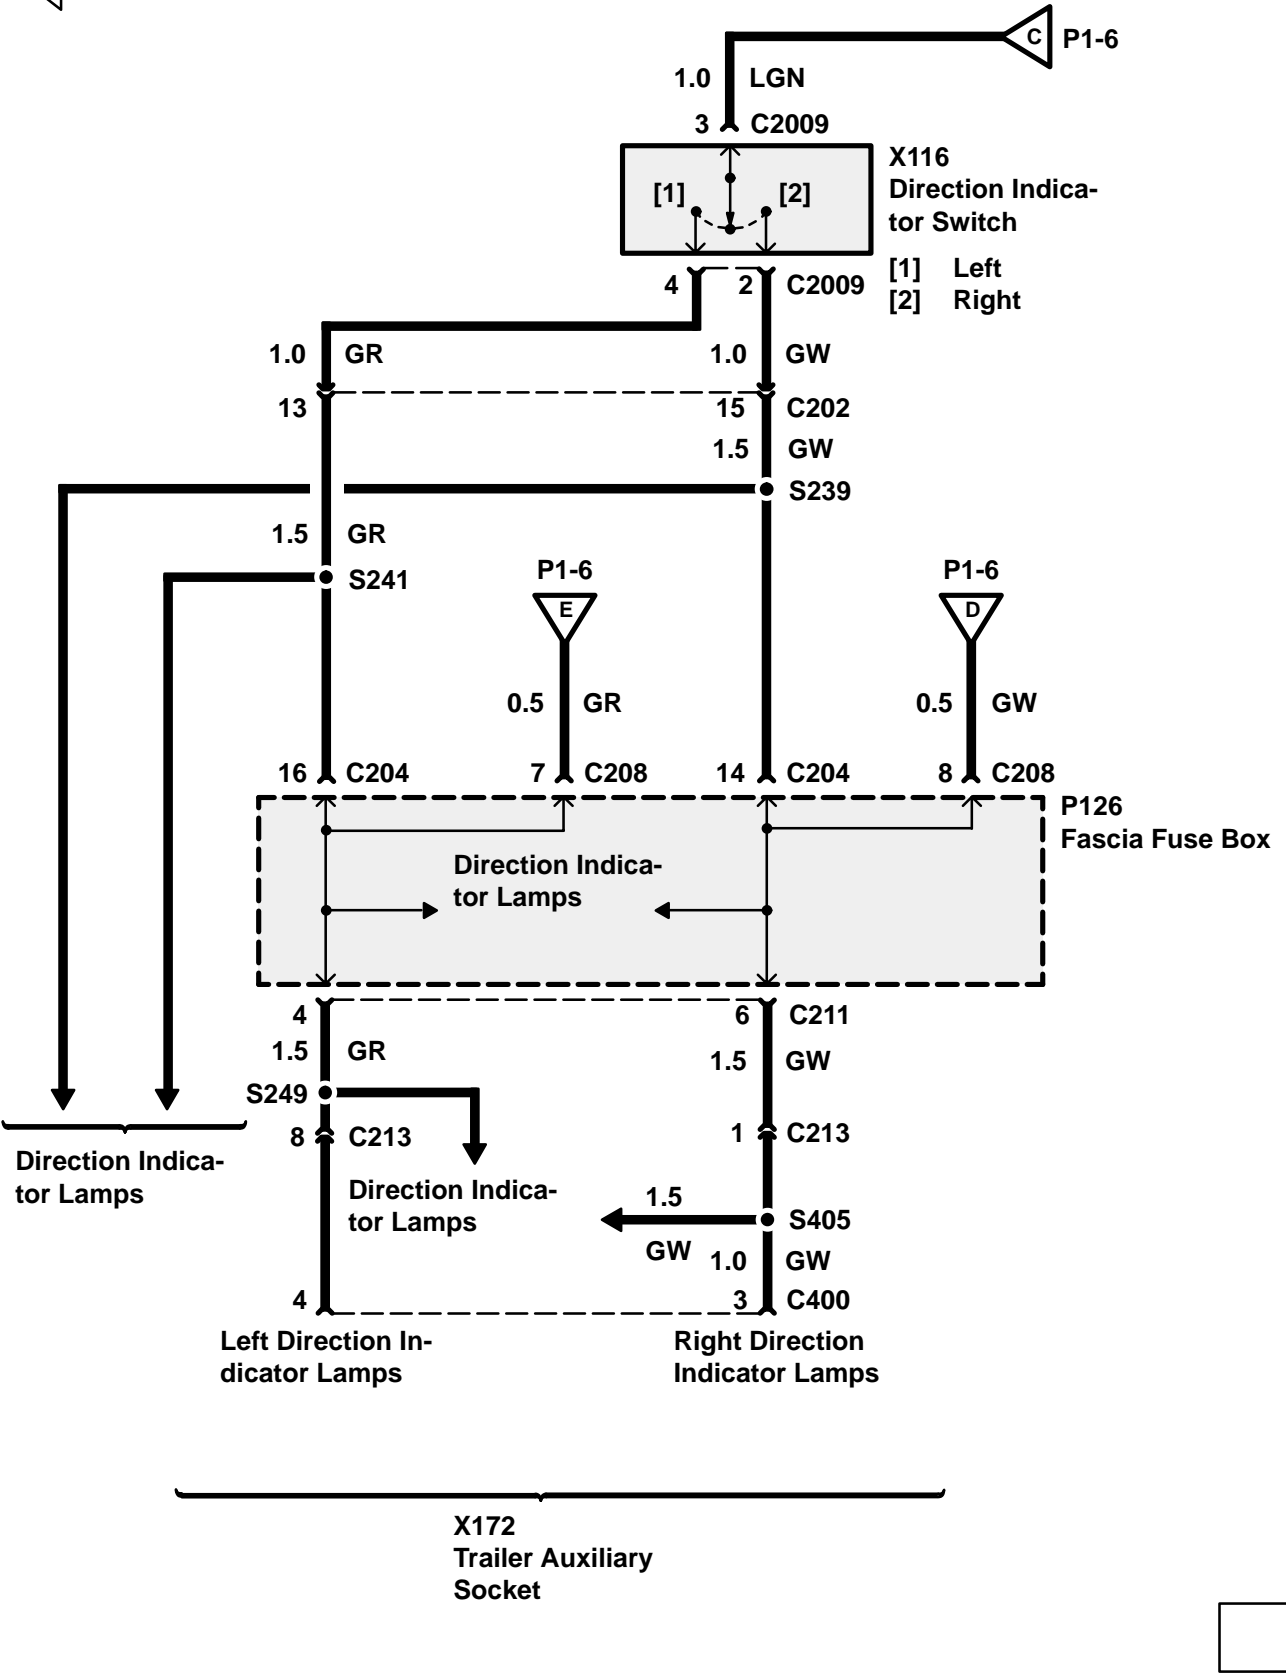 C P1-6
1.0 LGN
3 C2009
X116
Direction Indica-
tor Switch
[1] [2]
[1] Left
[2] Right
4 2 C2009
1.0 GR 1.0 GW
13 15 C202
1.5 GW
S239
1.5 GR
S241
P1-6 P1-6
E D
0.5 GR 0.5 GW
16 C204 7 C208 14 C204 8 C208
P126
Fascia Fuse Box
Direction Indica-
tor Lamps
4 6 C211
1.5 GR 1.5 GW
S249
8 C213 1 C213
Direction Indica-
tor Lamps
Direction Indica-
tor Lamps
1.5
S405
GW 1.0 GW
4 3 C400
Left Direction In-
dicator Lamps
Right Direction
Indicator Lamps
X172
Trailer Auxiliary
Socket